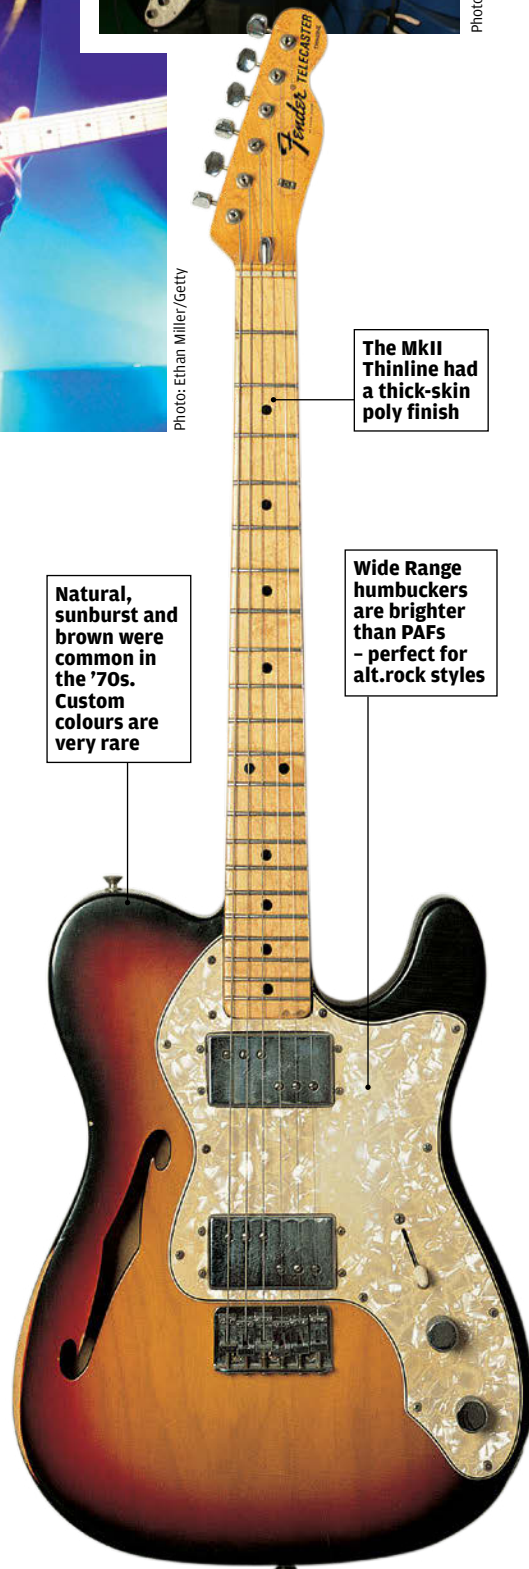 Photo
TELECASTER
THINLINE
Fender®
Photo: Ethan Miller/Getty
The MkII
Thinline had
a thick-skin
poly finish
Wide Range
humbuckers
are brighter
than PAFs
– perfect for
alt.rock styles
Natural,
sunburst and
brown were
common in
the ’70s.
Custom
colours are
very rare